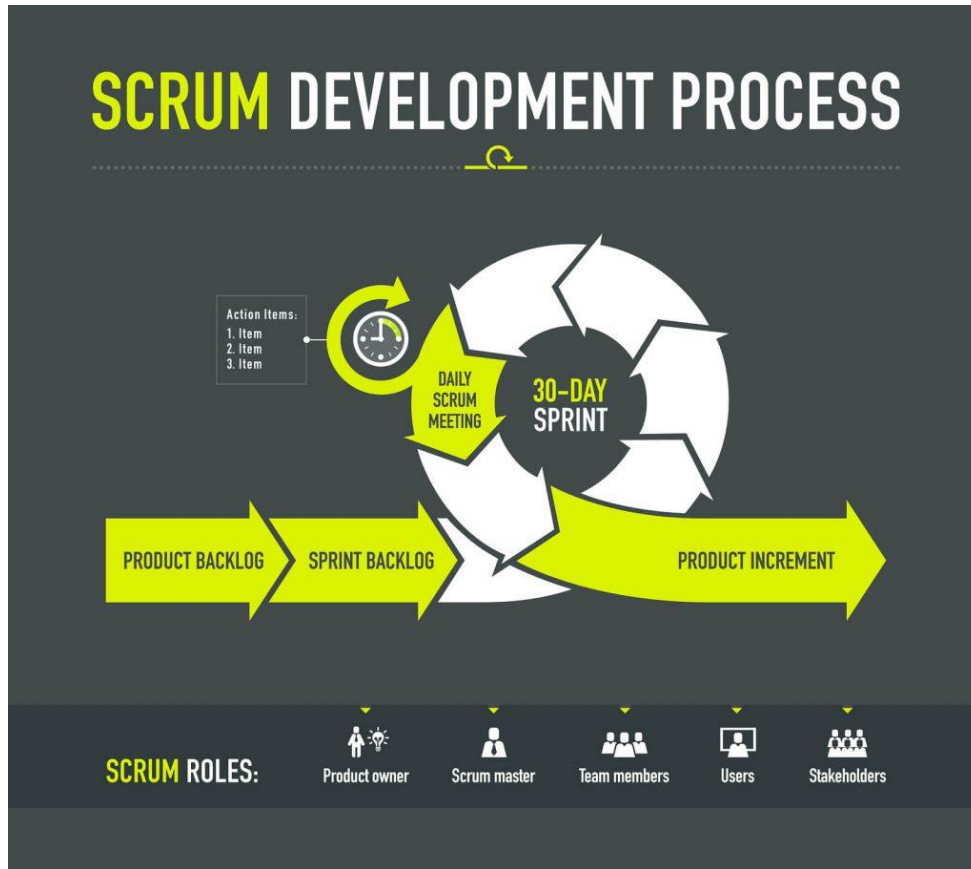 SCRUM DEVELOPMENT PROCESS
Action Items:
1. Item
2. Item
3. Item
DAILY
SCRUM
MEETING
30-DAY
SPRINT
PRODUCT BACKLOG
SPRINT BACKLOG
PRODUCT INCREMENT
SCRUM ROLES:
Product owner
Scrum master
Team members
Users
Stakeholders